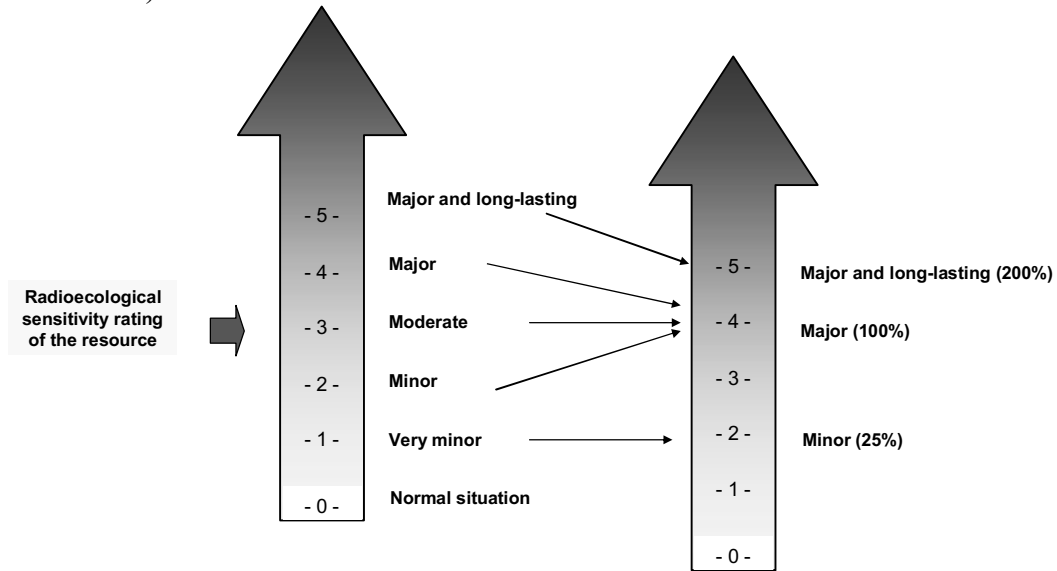 )
Major and long-lasting
- 5 -
- 4 -
Major
Radioecological
sensitivity rating
of the resource
- 3 -
Moderate
- 2 -
Minor
- 1 -
Very minor
- 0 -
Normal situation
- 5 -
Major and long-lasting (200%)
- 4 -
Major (100%)
- 3 -
- 2 -
Minor (25%)
- 1 -
- 0 -